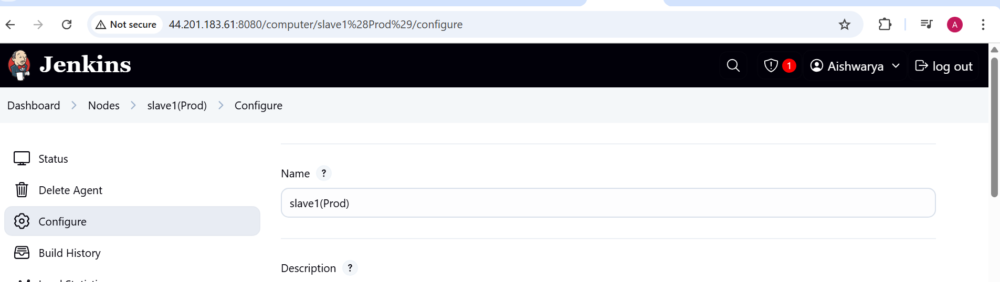 Not secure 44.201.183.61:8080/computer/slave1%28Prod%29/configure A
Jenkins 1 Aishwarya log out
Dashboard Nodes slave1(Prod) Configure
Status
Name ?
Delete Agent
slave1(Prod)
Configure
Build History
Description ?